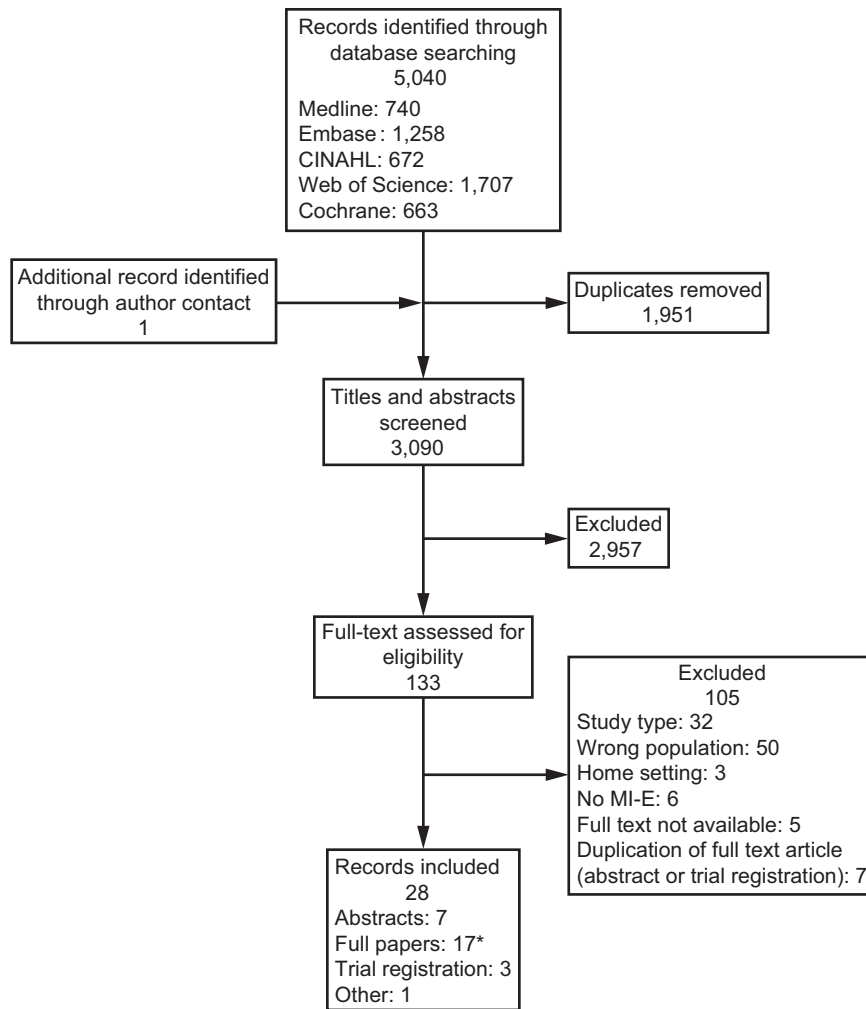 Records identified through
database searching
5,040
Medline: 740
Embase : 1,258
CINAHL: 672
Web of Science: 1,707
Cochrane: 663
Additional record identified
through author contact
1
Duplicates removed
1,951
Titles and abstracts
screened
3,090
Excluded
2,957
Full-text assessed for
eligibility
133
Excluded
105
Study type: 32
Wrong population: 50
Home setting: 3
No MI-E: 6
Full text not available: 5
Duplication of full text article
(abstract or trial registration): 7
Records included
28
Abstracts: 7
Full papers: 17*
Trial registration: 3
Other: 1